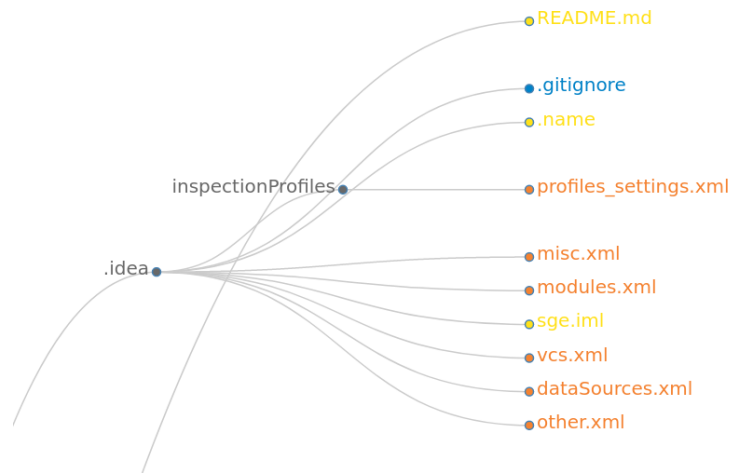 README.md
.gitignore
.name
inspectionProfiles
profiles_settings.xml
misc.xml
.idea
modules.xml
sge.iml
vcs.xml
dataSources.xml
other.xml